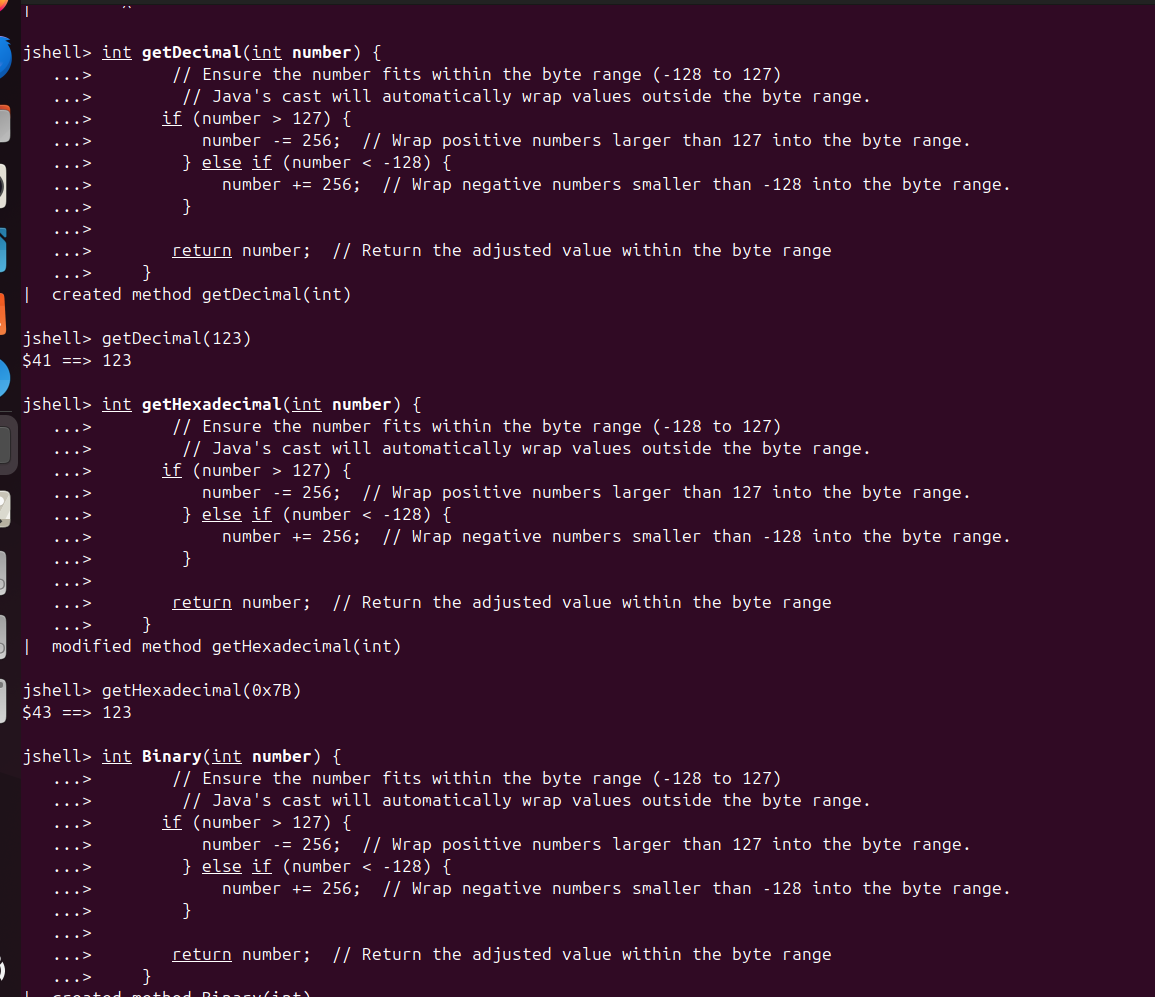 |
jshell> int getDecimal(int number) {
   ...>        // Ensure the number fits within the byte range (-128 to 127)
   ...>         // Java's cast will automatically wrap values outside the byte range.
   ...>       if (number > 127) {
   ...>           number -= 256;  // Wrap positive numbers larger than 127 into the byte range.
   ...>         } else if (number < -128) {
   ...>             number += 256;  // Wrap negative numbers smaller than -128 into the byte range.
   ...>         }
   ...>
   ...>        return number;  // Return the adjusted value within the byte range
   ...>     }
|  created method getDecimal(int)
jshell> getDecimal(123)
$41 ==> 123
jshell> int getHexadecimal(int number) {
   ...>        // Ensure the number fits within the byte range (-128 to 127)
   ...>         // Java's cast will automatically wrap values outside the byte range.
   ...>       if (number > 127) {
   ...>           number -= 256;  // Wrap positive numbers larger than 127 into the byte range.
   ...>         } else if (number < -128) {
   ...>             number += 256;  // Wrap negative numbers smaller than -128 into the byte range.
   ...>         }
   ...>
   ...>        return number;  // Return the adjusted value within the byte range
   ...>     }
|  modified method getHexadecimal(int)
jshell> getHexadecimal(0x7B)
$43 ==> 123
jshell> int Binary(int number) {
   ...>        // Ensure the number fits within the byte range (-128 to 127)
   ...>         // Java's cast will automatically wrap values outside the byte range.
   ...>       if (number > 127) {
   ...>           number -= 256;  // Wrap positive numbers larger than 127 into the byte range.
   ...>         } else if (number < -128) {
   ...>             number += 256;  // Wrap negative numbers smaller than -128 into the byte range.
   ...>         }
   ...>
   ...>        return number;  // Return the adjusted value within the byte range
   ...>     }
|  created method Binary(int)